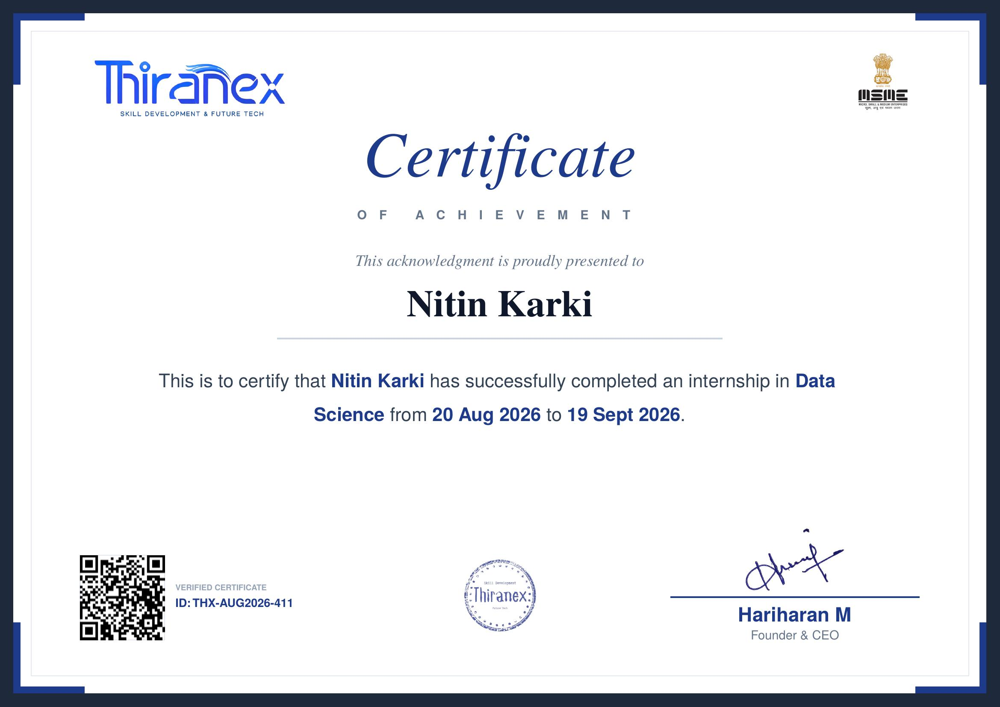 Thiranex
SKILL DEVELOPMENT & FUTURE TECH
सत्यमेव जयते
MSME
MICRO, SMALL & MEDIUM ENTERPRISES
सूक्ष्म, लघु एवं मध्यम उद्यम
Certificate
OF ACHIEVEMENT
This acknowledgment is proudly presented to
Nitin Karki
This is to certify that Nitin Karki has successfully completed an internship in Data
Science from 20 Aug 2026 to 19 Sept 2026.
VERIFIED CERTIFICATE
ID: THX-AUG2026-411
Skill Development
Thiranex
Future Tech
Hariharan M
Founder & CEO